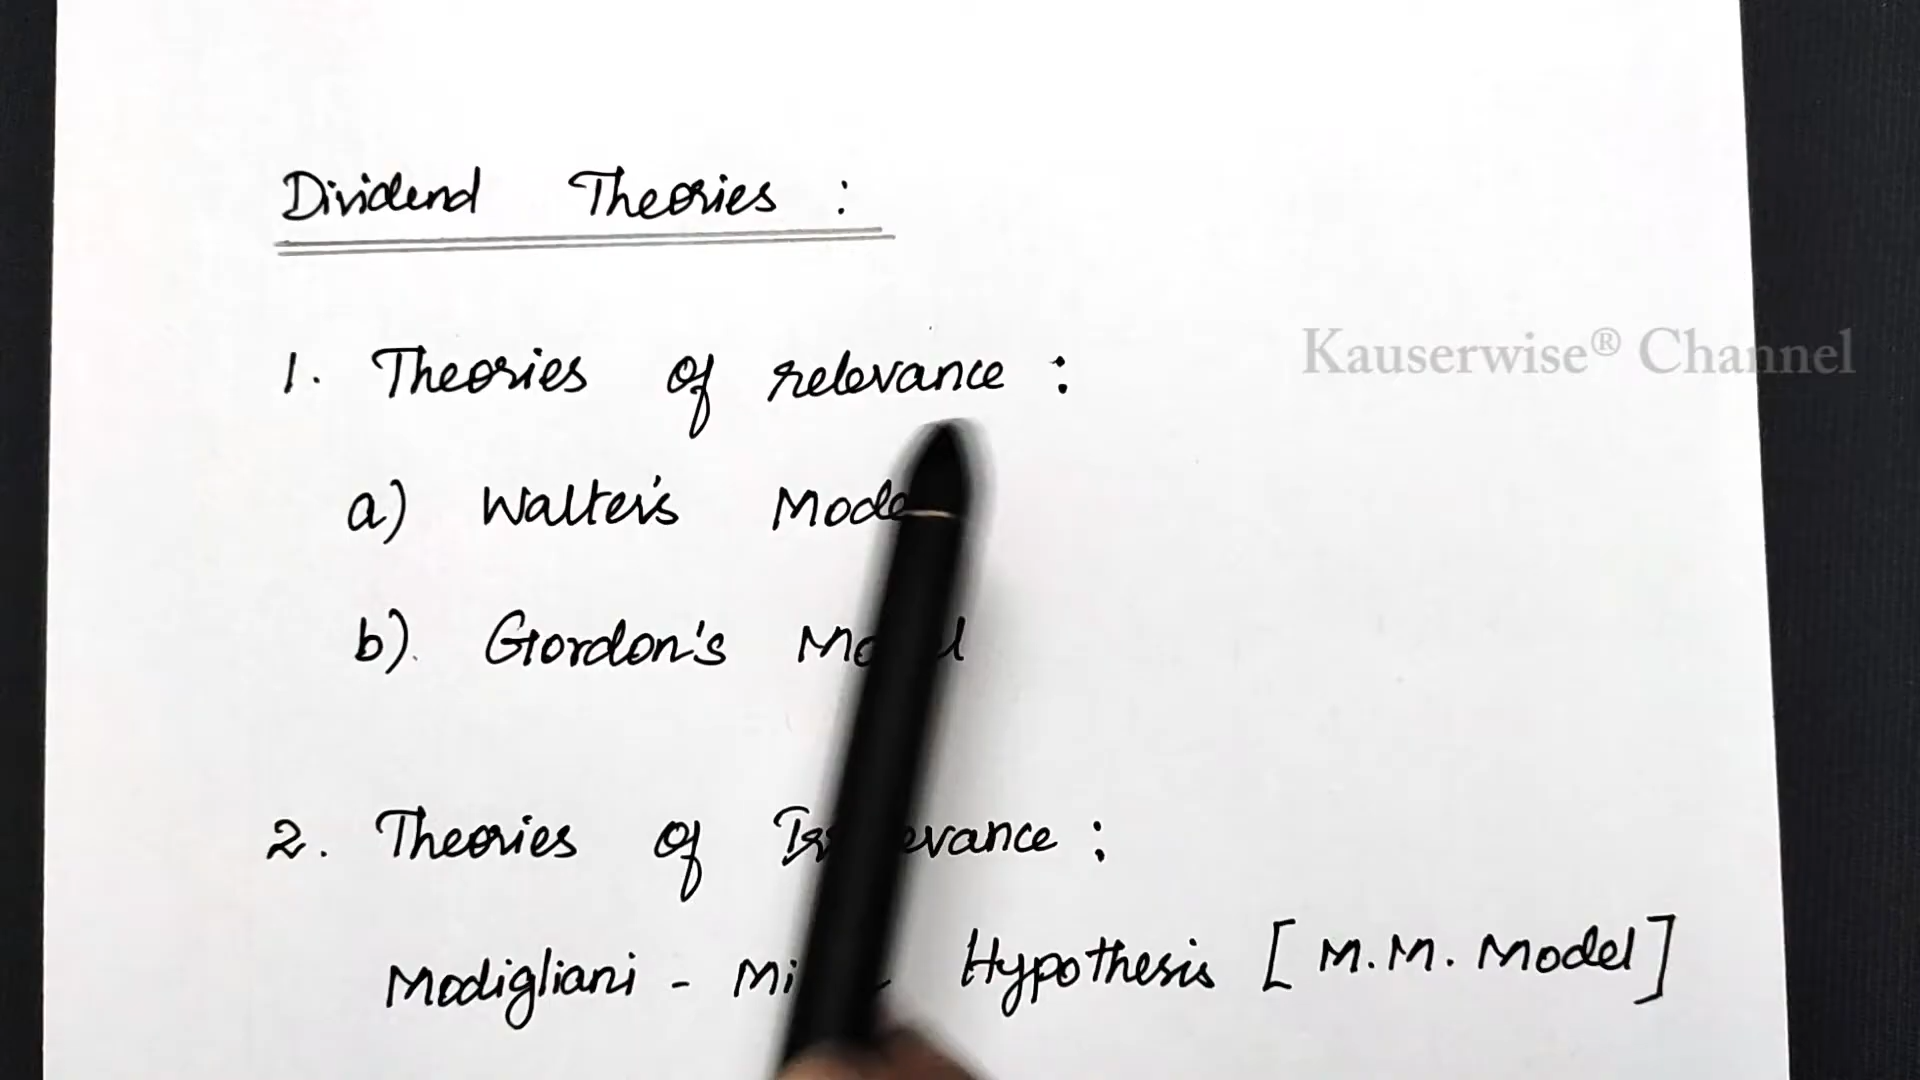 Dividend Theories :
Kauserwise® Channel
1. Theories of relevance :
a) Walter's
b). Gordon's
2. Theories of :
Modigliani - Hypothesis [ M.M. Model ]